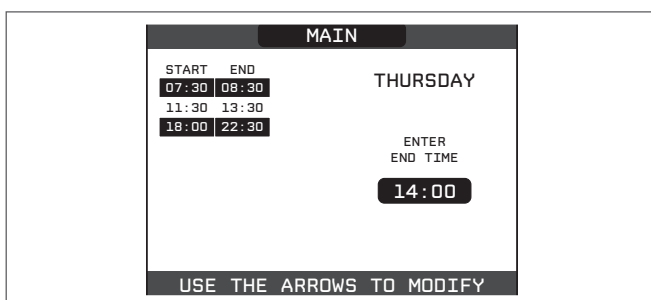 MAIN
START END
07:30 08:30
11:30 13:30
18:00 22:30
THURSDAY
ENTER
END TIME
14:00
USE THE ARROWS TO MODIFY